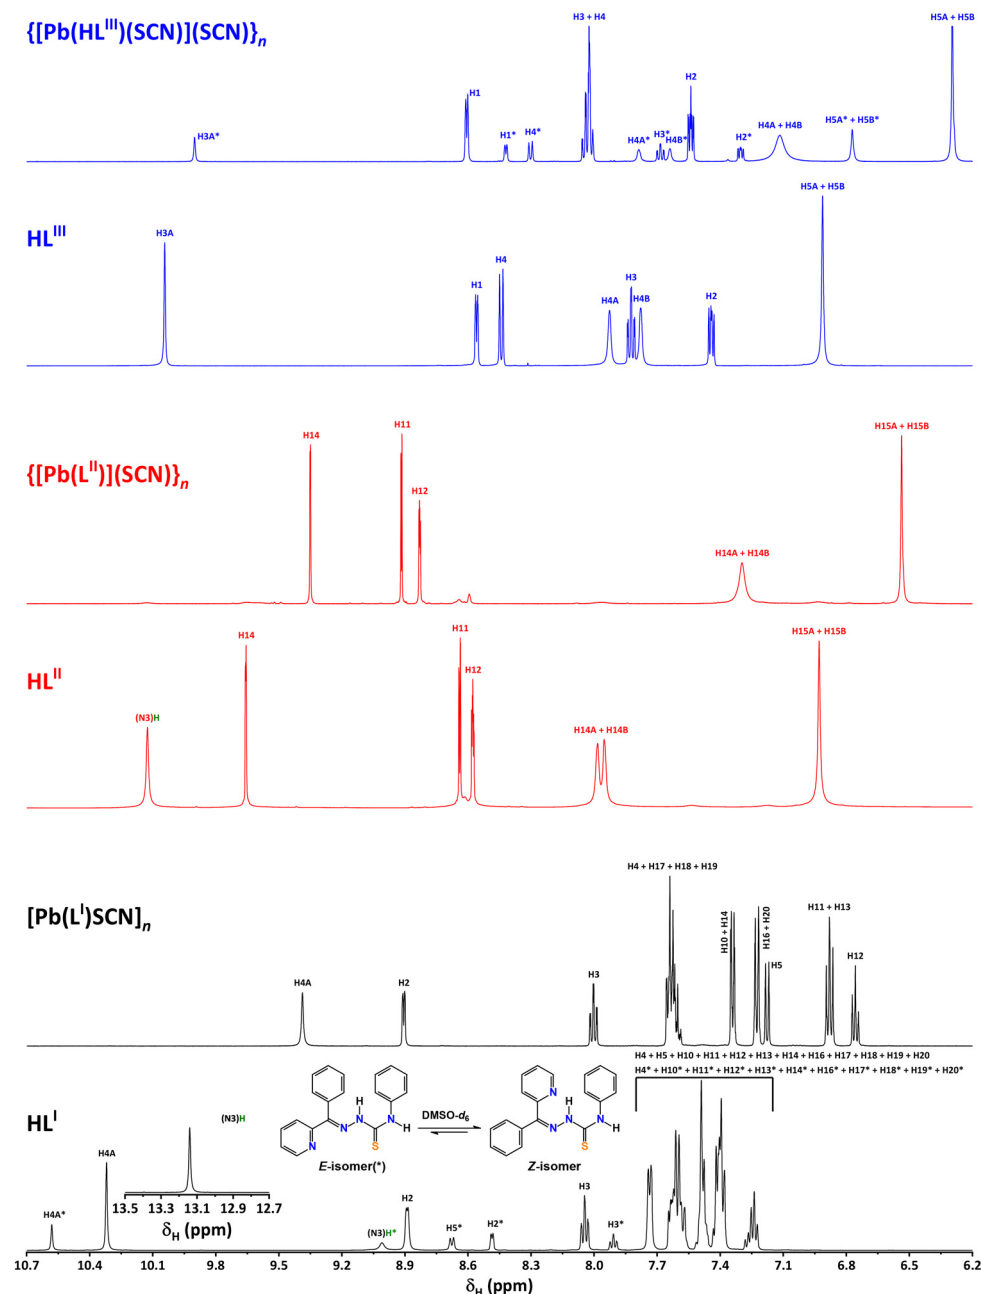 {[Pb(HL^III)(SCN)](SCN)}n
H3A*
H1
H1*
H4*
H3 + H4
H4A*
H3*
H4B*
H2
H2*
H4A + H4B
H5A* + H5B*
H5A + H5B
HL^III
H3A
H1
H4
H4A
H3
H4B
H2
H5A + H5B
{[Pb(L^II)](SCN)}n
H14
H11
H12
H14A + H14B
H15A + H15B
HL^II
(N3)H
H14
H11
H12
H14A + H14B
H15A + H15B
[Pb(L^I)SCN]n
H4A
H2
H3
H4 + H17 + H18 + H19
H10 + H14
H16 + H20
H5
H11 + H13
H12
H4 + H5 + H10 + H11 + H12 + H13 + H14 + H16 + H17 + H18 + H19 + H20
H4* + H10* + H11* + H12* + H13* + H14* + H16* + H17* + H18* + H19* + H20*
HL^I
H4A*
H4A
(N3)H
13.5 13.3 13.1 12.9 12.7
δH (ppm)
N
N
H
N
S
N
H
E-isomer(*)
DMSO-d6
N
N
H
N
S
N
H
Z-isomer
(N3)H*
H2
H5*
H2*
H3
H3*
10.7 10.4 10.1 9.8 9.5 9.2 8.9 8.6 8.3 8.0 7.7 7.4 7.1 6.8 6.5 6.2
δH (ppm)